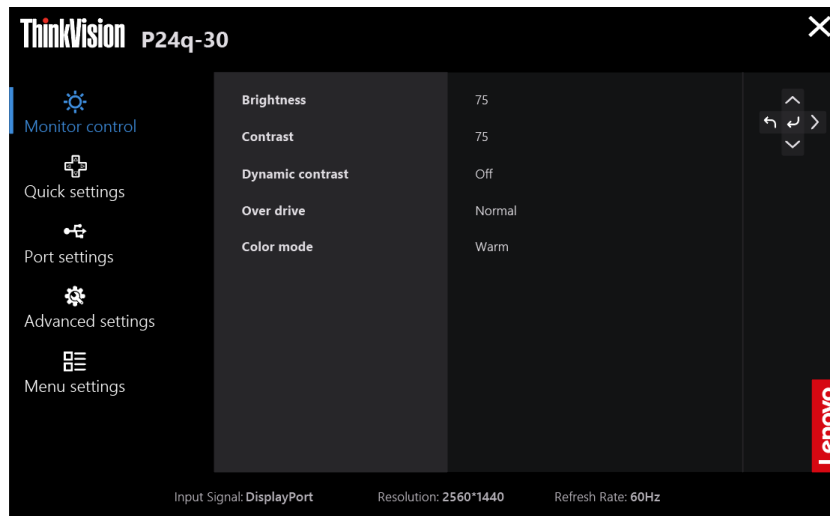 ThinkVision P24q-30
Monitor control
Quick settings
Port settings
Advanced settings
Menu settings
Brightness 75
Contrast 75
Dynamic contrast Off
Over drive Normal
Color mode Warm
Lenovo
Input Signal: DisplayPort Resolution: 2560*1440 Refresh Rate: 60Hz